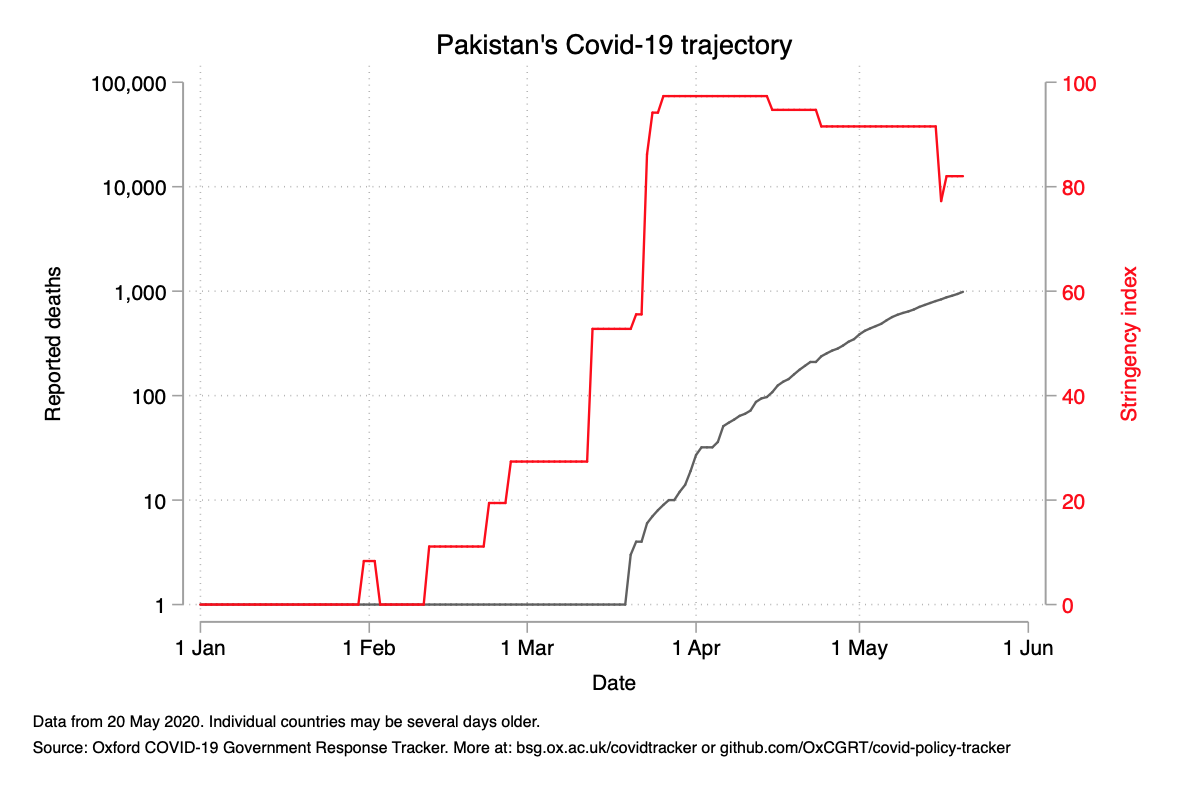 Pakistan's Covid-19 trajectory
100,000
10,000
1,000
100
10
1
Reported deaths
100
80
60
40
20
0
Stringency index
1 Jan
1 Feb
1 Mar
1 Apr
1 May
1 Jun
Date
Data from 20 May 2020. Individual countries may be several days older.
Source: Oxford COVID-19 Government Response Tracker. More at: bsg.ox.ac.uk/covidtracker or github.com/OxCGRT/covid-policy-tracker